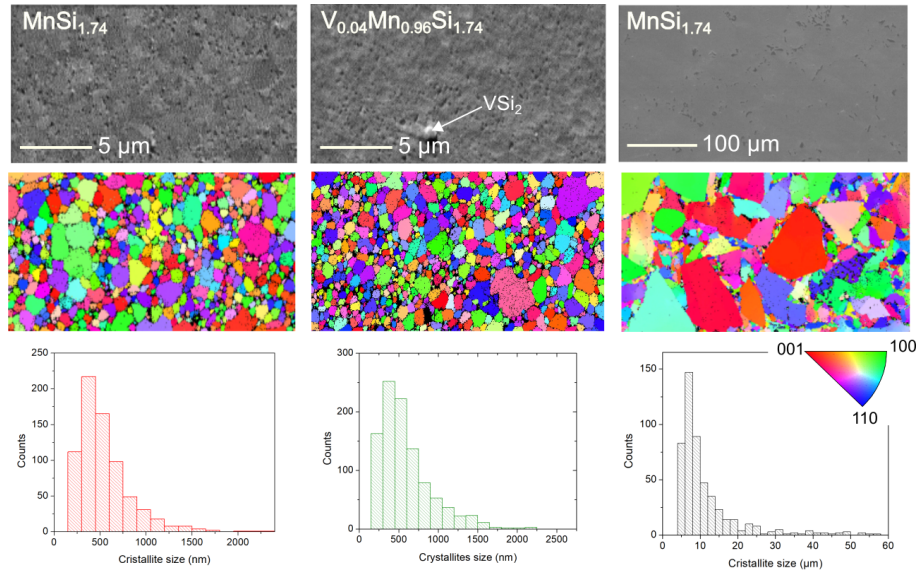 MnSi1.74
V0.04Mn0.96Si1.74
MnSi1.74
VSi2
5 µm
5 µm
100 µm
001
100
110
250
200
150
100
50
0
Counts
0
500
1000
1500
2000
Cristallite size (nm)
300
200
100
0
Counts
0
500
1000
1500
2000
2500
Crystallites size (nm)
150
100
50
0
Counts
0
10
20
30
40
50
60
Cristallite size (µm)